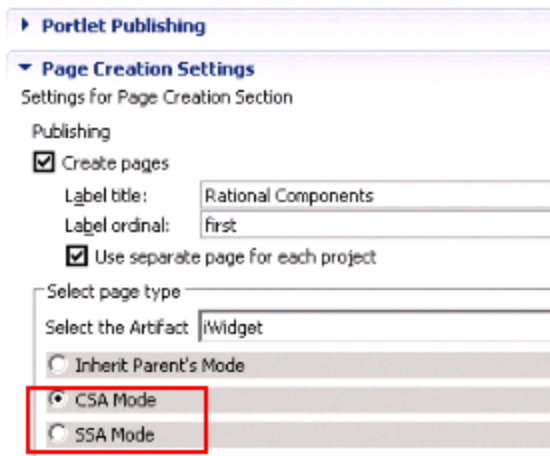 Portlet Publishing
Page Creation Settings
Settings for Page Creation Section
Publishing
Create pages
Label title: Rational Components
Label ordinal: first
Use separate page for each project
Select page type
Select the Artifact iWidget
Inherit Parent's Mode
CSA Mode
SSA Mode